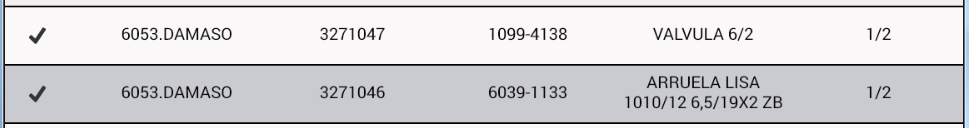 6053.DAMASO 3271047 1099-4138 VALVULA 6/2 1/2
6053.DAMASO 3271046 6039-1133 ARRUELA LISA 1010/12 6,5/19X2 ZB 1/2